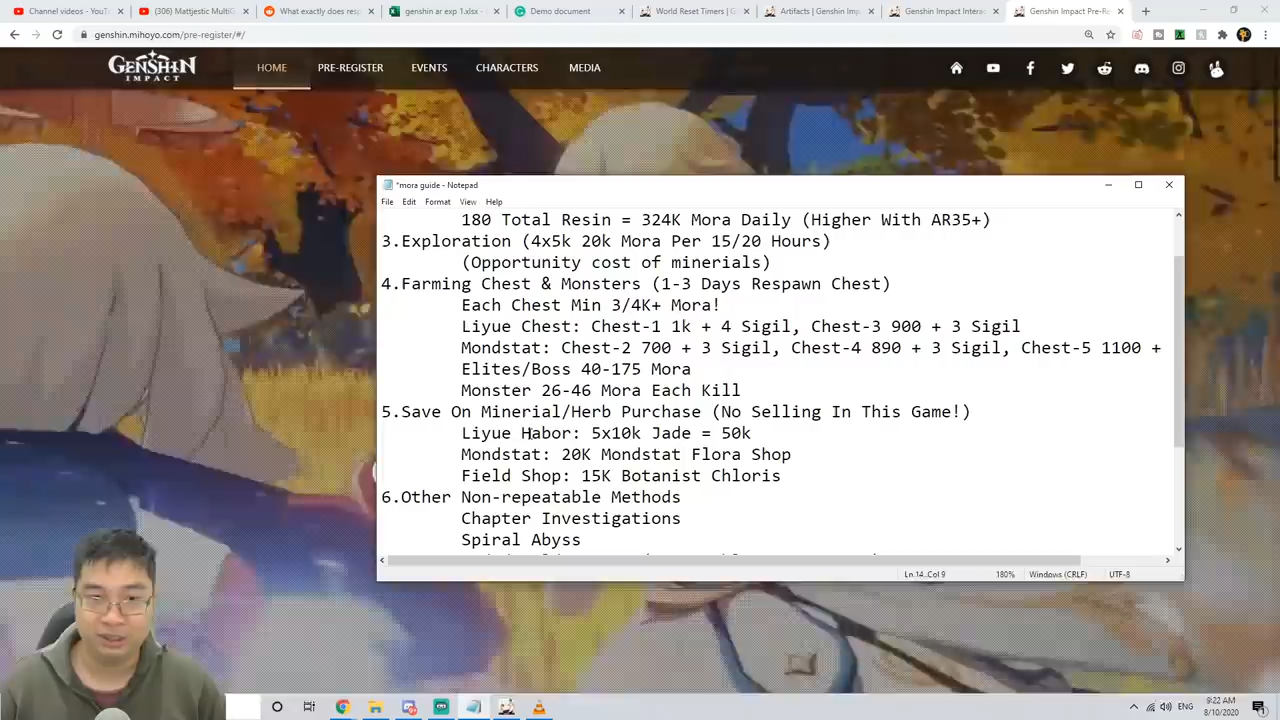 Channel videos - YouTu
(306) Mattjestic MultiG
What exactly does resp
genshin ar exp 1.xlsx -
Demo document
World Reset Timers | G
Artifacts | Genshin Imp
Genshin Impact Interac
Genshin Impact Pre-Re
genshin.mihoyo.com/pre-register/#/
GENSHIN IMPACT
HOME
PRE-REGISTER
EVENTS
CHARACTERS
MEDIA
*mora guide - Notepad
File Edit Format View Help
180 Total Resin = 324K Mora Daily (Higher With AR35+)
3.Exploration (4x5k 20k Mora Per 15/20 Hours)
(Opportunity cost of minerials)
4.Farming Chest & Monsters (1-3 Days Respawn Chest)
Each Chest Min 3/4K+ Mora!
Liyue Chest: Chest-1 1k + 4 Sigil, Chest-3 900 + 3 Sigil
Mondstat: Chest-2 700 + 3 Sigil, Chest-4 890 + 3 Sigil, Chest-5 1100 +
Elites/Boss 40-175 Mora
Monster 26-46 Mora Each Kill
5.Save On Minerial/Herb Purchase (No Selling In This Game!)
Liyue Habor: 5x10k Jade = 50k
Mondstat: 20K Mondstat Flora Shop
Field Shop: 15K Botanist Chloris
6.Other Non-repeatable Methods
Chapter Investigations
Spiral Abyss
Ln 14, Col 9
180%
Windows (CRLF)
UTF-8
ENG
9:22 AM
8/10/2020